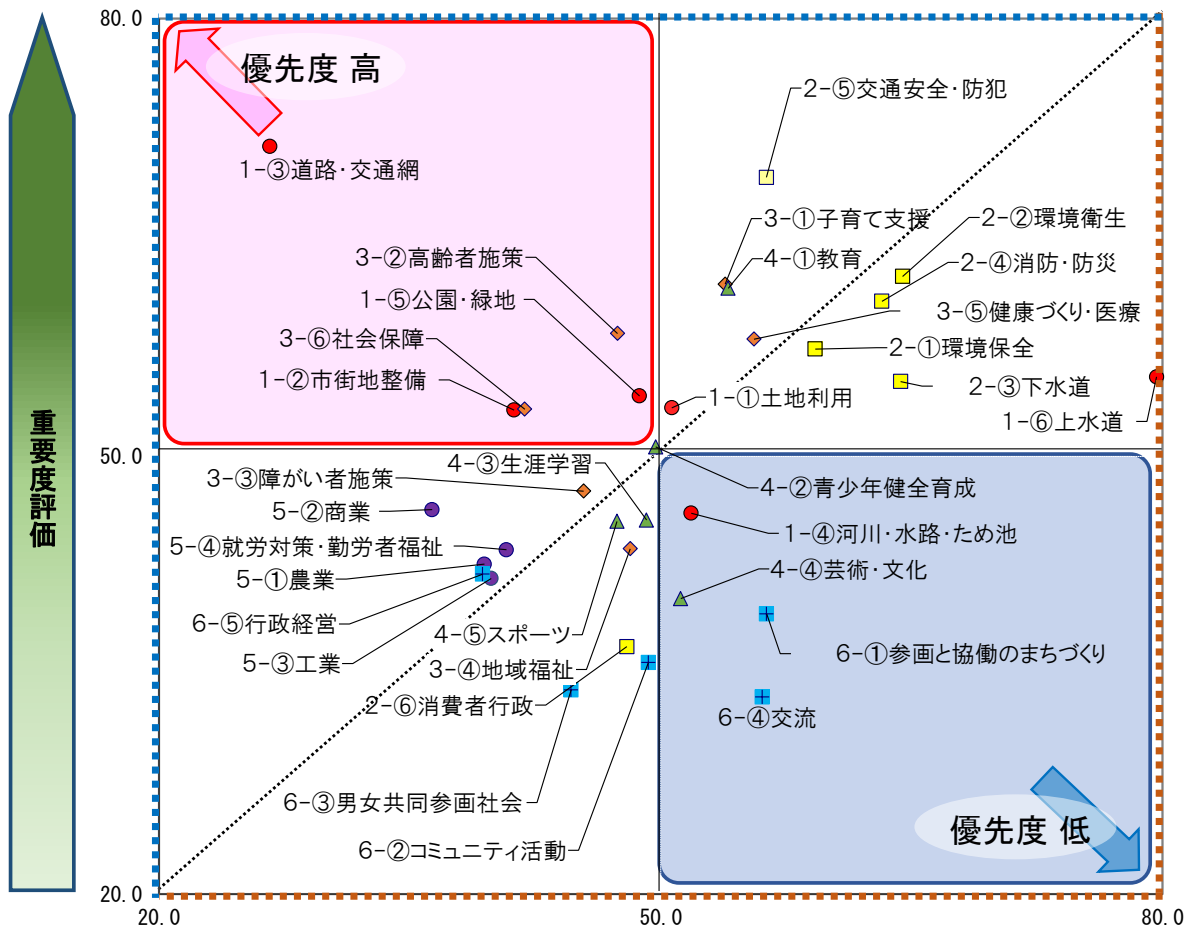 80.0
優先度 高
2-⑤交通安全・防犯
1-③道路・交通網
3-①子育て支援
2-②環境衛生
3-②高齢者施策
4-①教育
2-④消防・防災
1-⑤公園・緑地
3-⑤健康づくり・医療
3-⑥社会保障
2-①環境保全
1-②市街地整備
1-①土地利用
2-③下水道
1-⑥上水道
重要度評価
50.0
4-③生涯学習
3-③障がい者施策
4-②青少年健全育成
5-②商業
1-④河川・水路・ため池
5-④就労対策・勤労者福祉
4-④芸術・文化
5-①農業
6-⑤行政経営
4-⑤スポーツ
5-③工業
3-④地域福祉
6-①参画と協働のまちづくり
2-⑥消費者行政
6-④交流
6-③男女共同参画社会
優先度 低
6-②コミュニティ活動
20.0
20.0
50.0
80.0